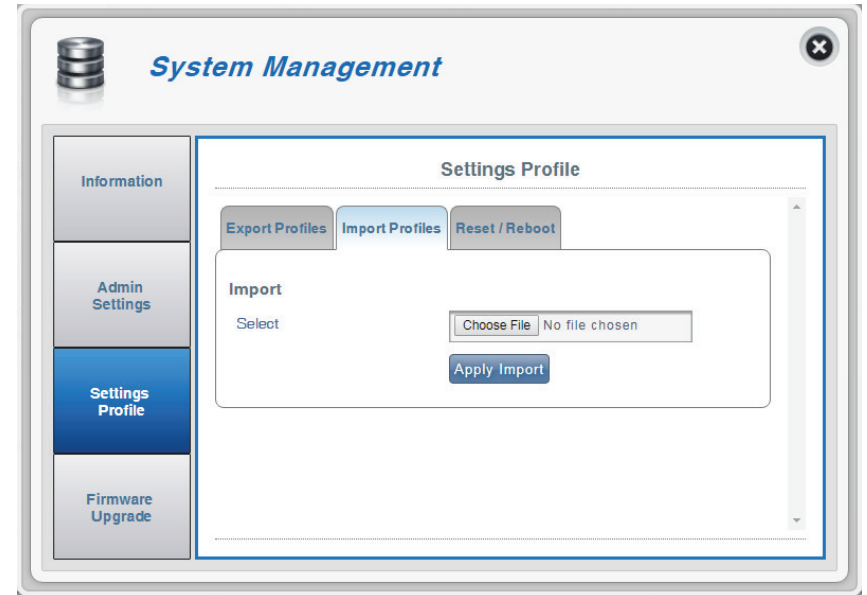 System Management
Information
Admin
Settings
Settings
Profile
Firmware
Upgrade
Settings Profile
Export Profiles Import Profiles Reset / Reboot
Import
Select Choose File No file chosen
Apply Import